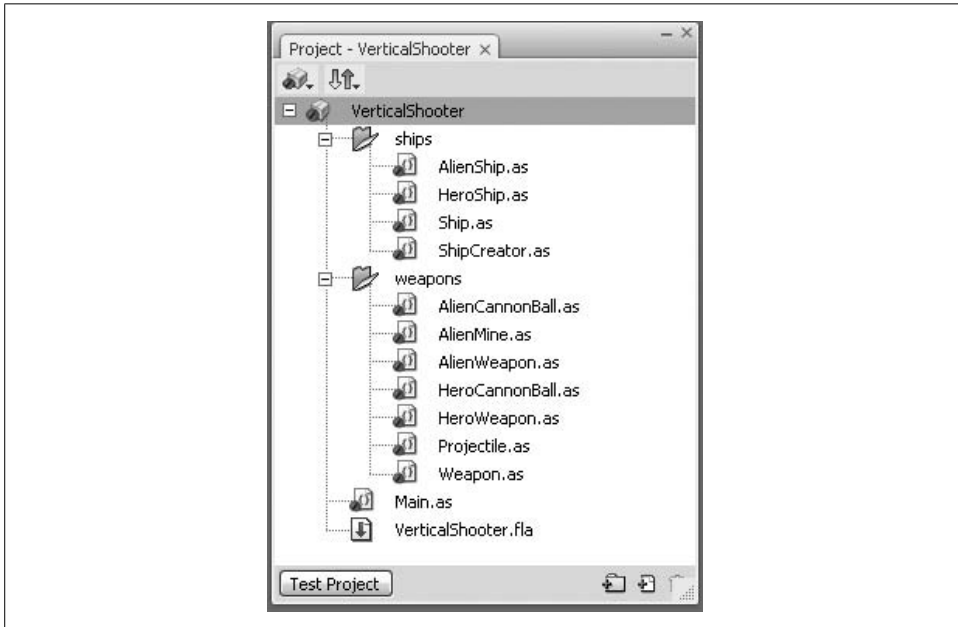 Project - VerticalShooter
VerticalShooter
ships
AlienShip.as
HeroShip.as
Ship.as
ShipCreator.as
weapons
AlienCannonBall.as
AlienMine.as
AlienWeapon.as
HeroCannonBall.as
HeroWeapon.as
Projectile.as
Weapon.as
Main.as
VerticalShooter.fla
Test Project